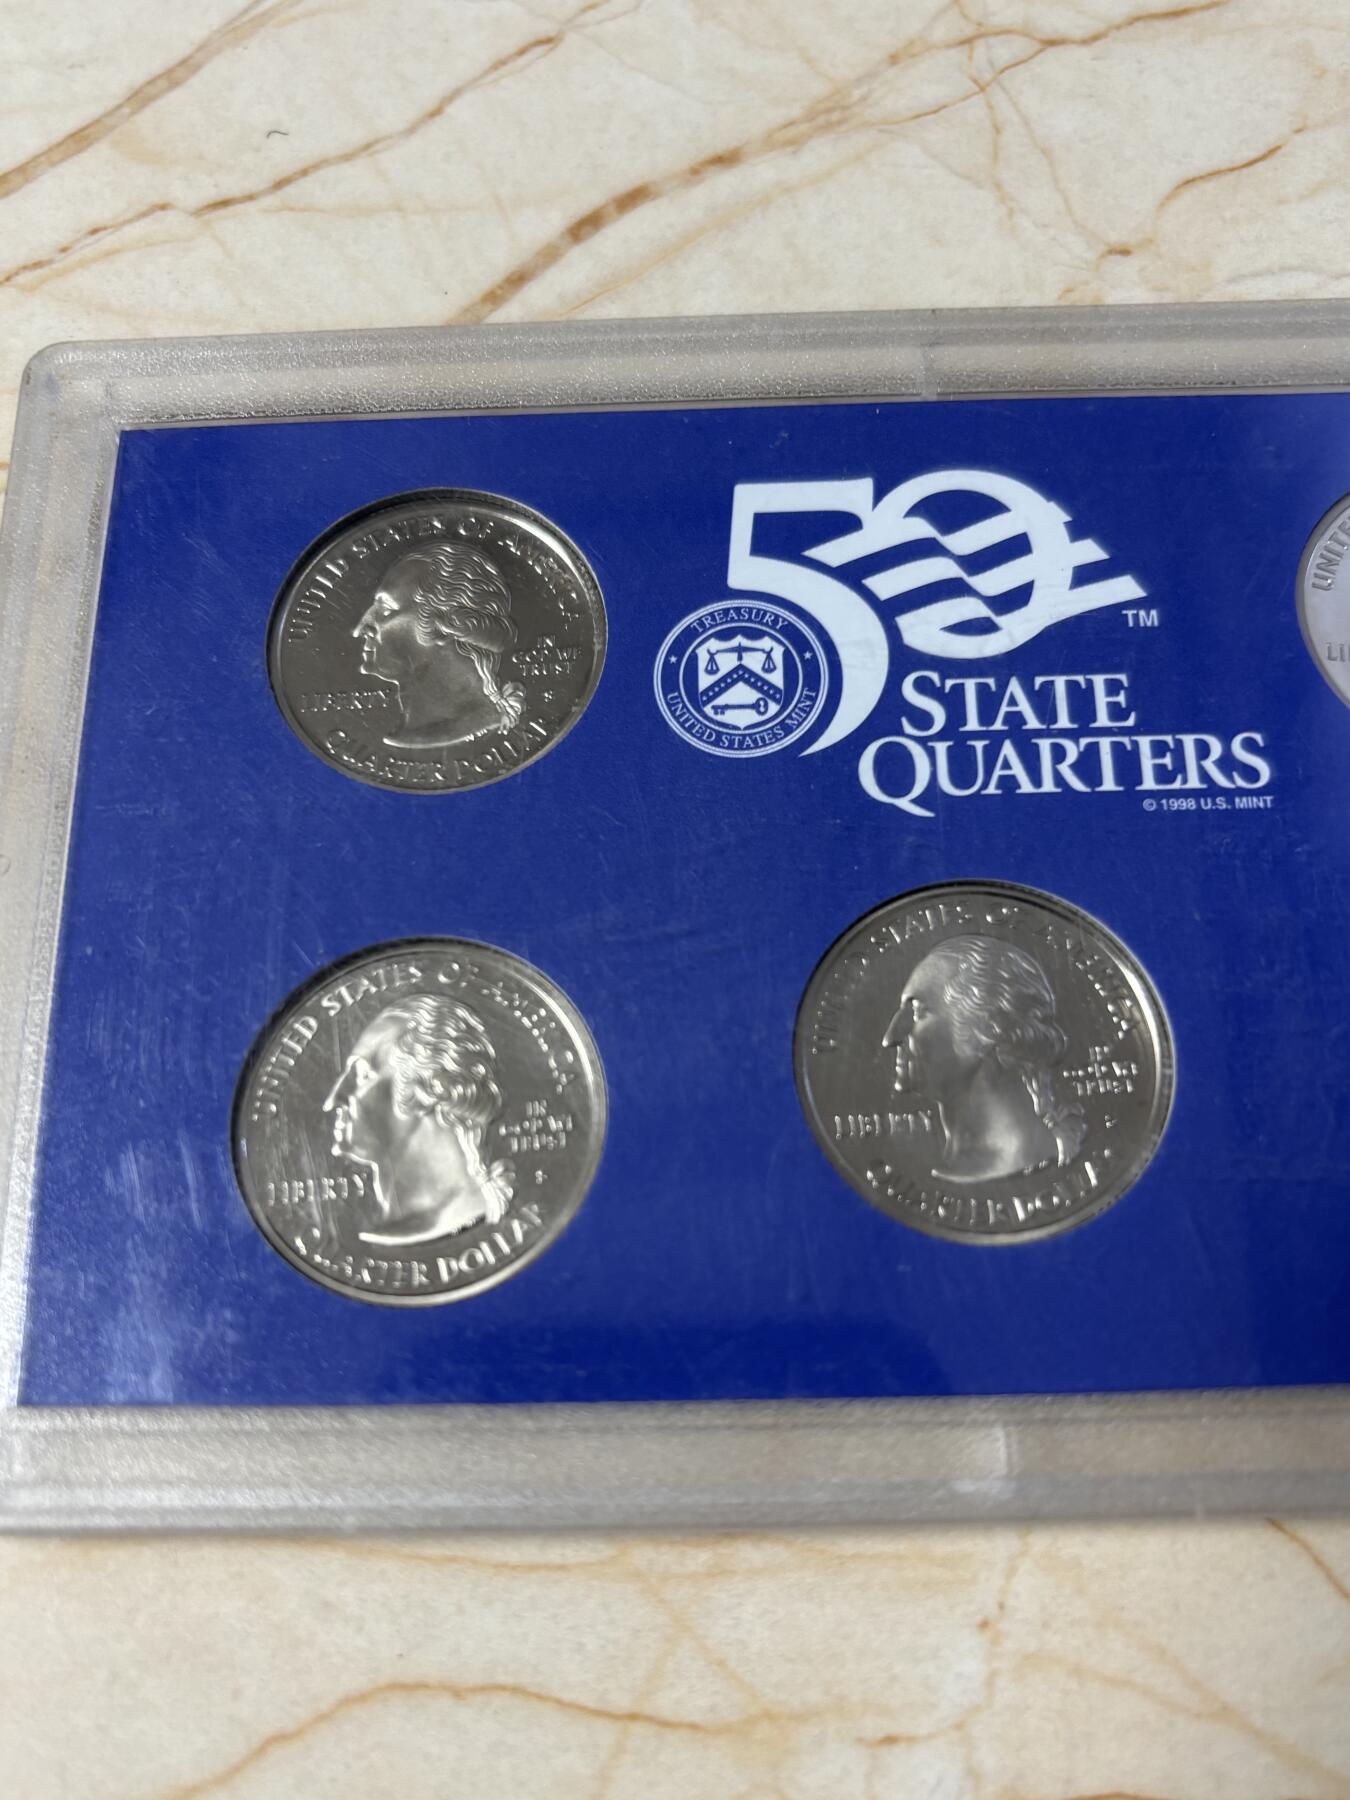 UNITED STATES OF AMERICA
LIBERTY
IN
GOD WE
TRUST
S
QUARTER DOLLAR
50
TM
TREASURY
UNITED STATES MINT
STATE
QUARTERS
© 1998 U.S. MINT
UNITED
UNITED STATES OF AMERICA
LIBERTY
IN
GOD WE
TRUST
S
QUARTER DOLLAR
UNITED STATES OF AMERICA
LIBERTY
IN
GOD WE
TRUST
S
QUARTER DOLLAR